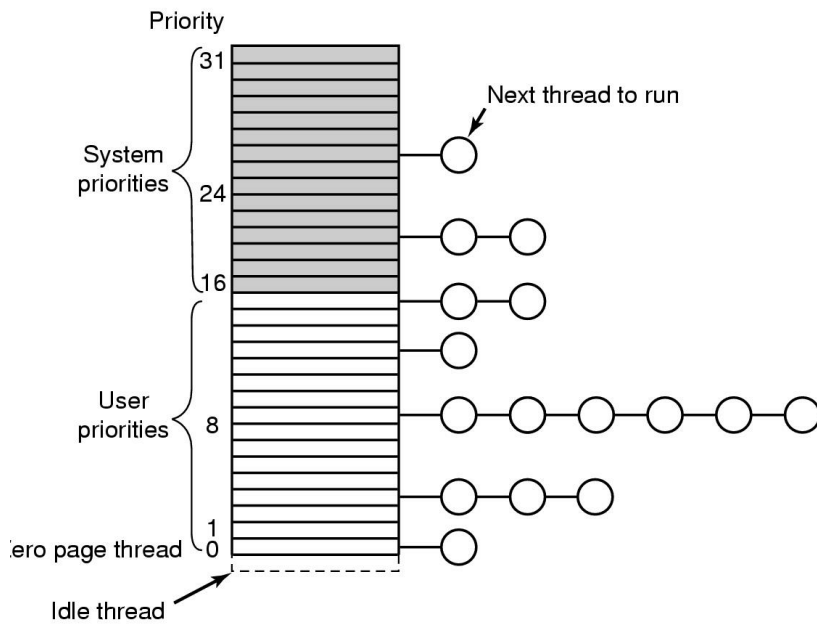 Priority
31
Next thread to run
System
priorities
24
16
User
priorities
8
1
ero page thread
0
Idle thread